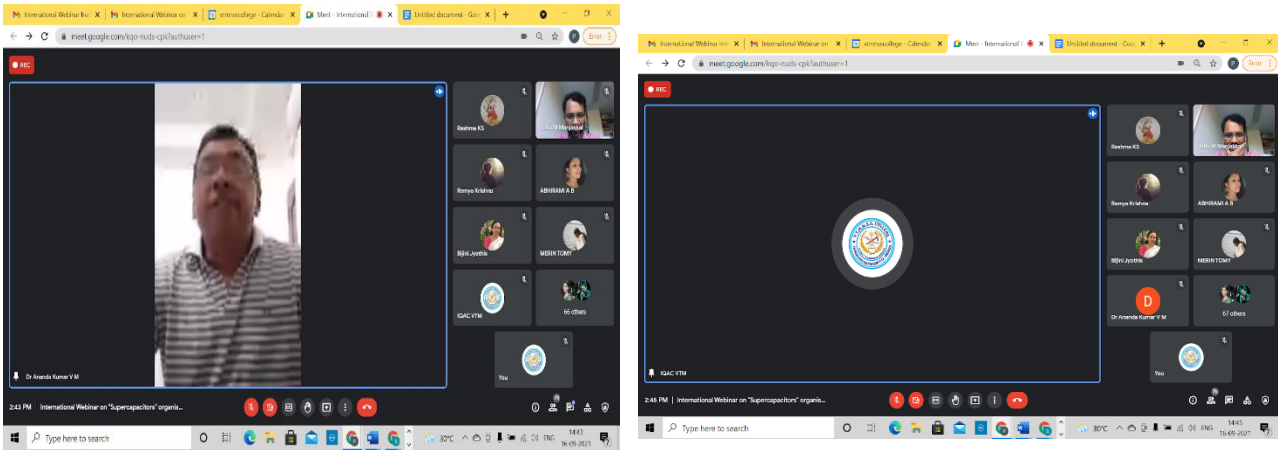 International Webinar Invi
International Webinar on
vtmnsscollege - Calendar
Meet - International
Untitled document - Goo
meet.google.com/kqo-nuds-cpk?authuser=1
P
Error
REC
Reshma KS
Remya Krishna
ABHIRAMI A B
Bijini Jyothis
MERIN TOMY
IQAC VTM
66 others
You
Dr Ananda Kumar V M
2:43 PM | International Webinar on "Supercapacitors" organis...
Type here to search
30°C
ENG
14:43
16-09-2021
International Webinar Invi
International Webinar on
vtmnsscollege - Calendar
Meet - International
Untitled document - Goo
meet.google.com/kqo-nuds-cpk?authuser=1
P
Error
REC
Reshma KS
Remya Krishna
ABHIRAMI A B
Bijini Jyothis
MERIN TOMY
D
Dr Ananda Kumar V M
67 others
You
IQAC VTM
2:45 PM | International Webinar on "Supercapacitors" organis...
Type here to search
30°C
ENG
14:45
16-09-2021